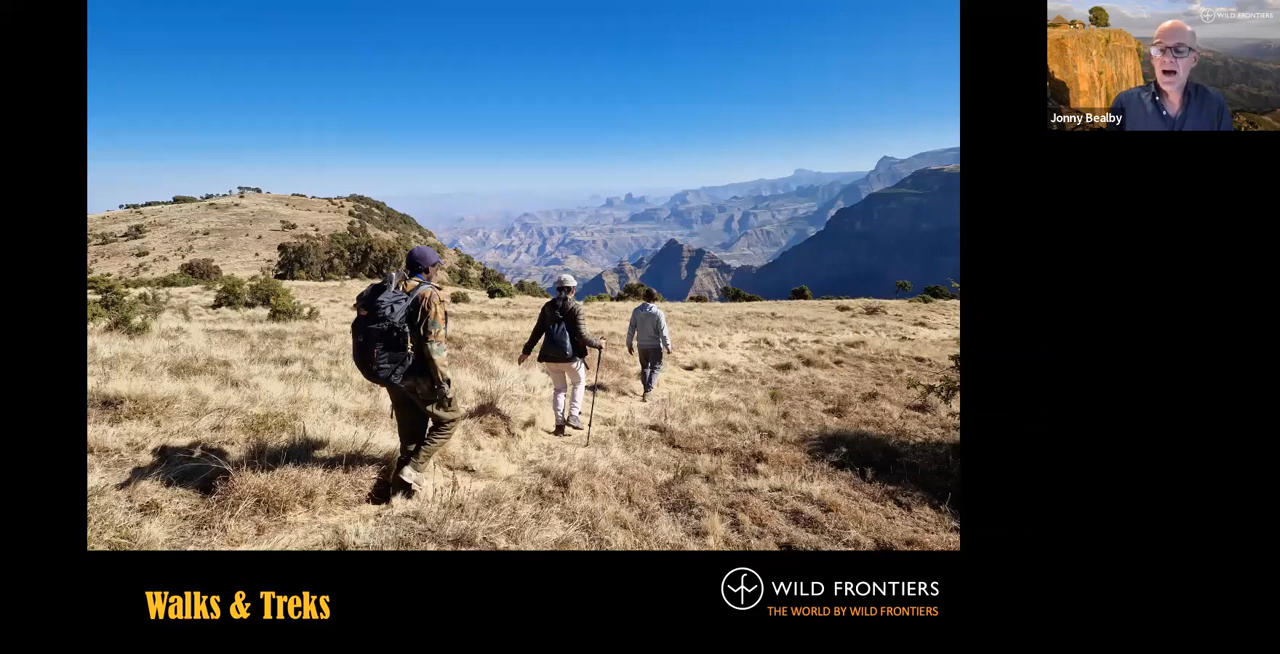 WILD FRONTIERS
Jonny Bealby
Walks & Treks
WILD FRONTIERS
THE WORLD BY WILD FRONTIERS